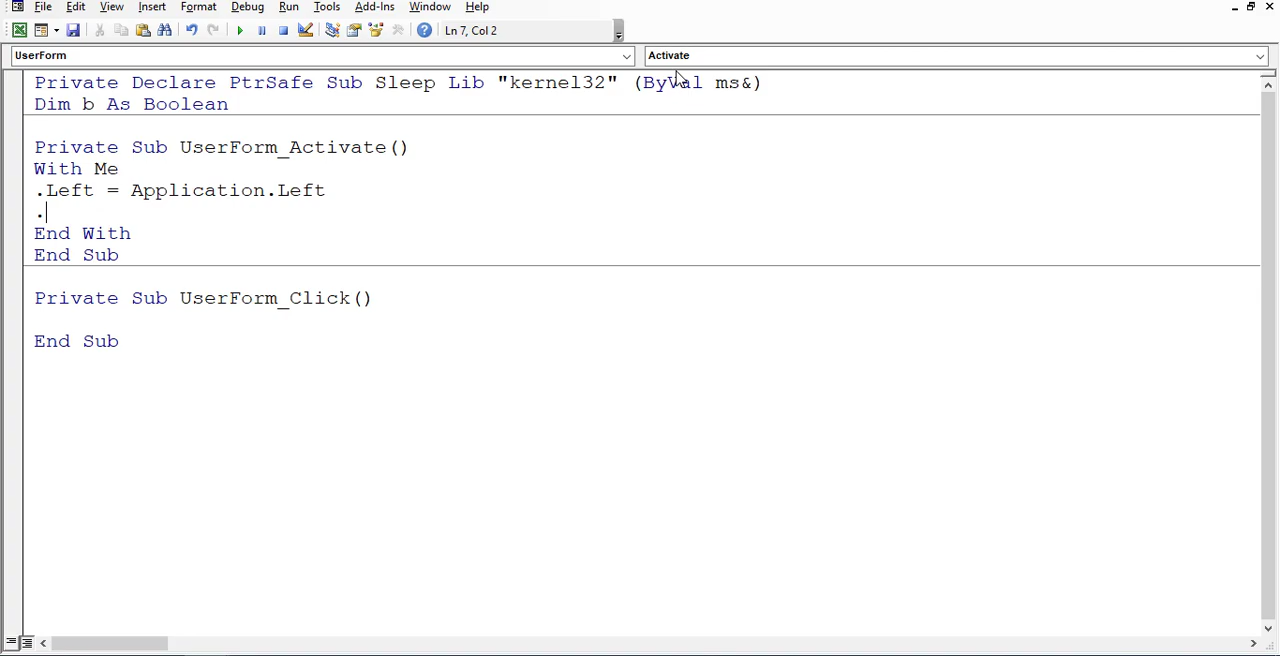 File Edit View Insert Format Debug Run Tools Add-Ins Window Help
Ln 7, Col 2
UserForm Activate
Private Declare PtrSafe Sub Sleep Lib "kernel32" (ByVal ms&)
Dim b As Boolean
Private Sub UserForm_Activate()
With Me
.Left = Application.Left
.
End With
End Sub
Private Sub UserForm_Click()
End Sub